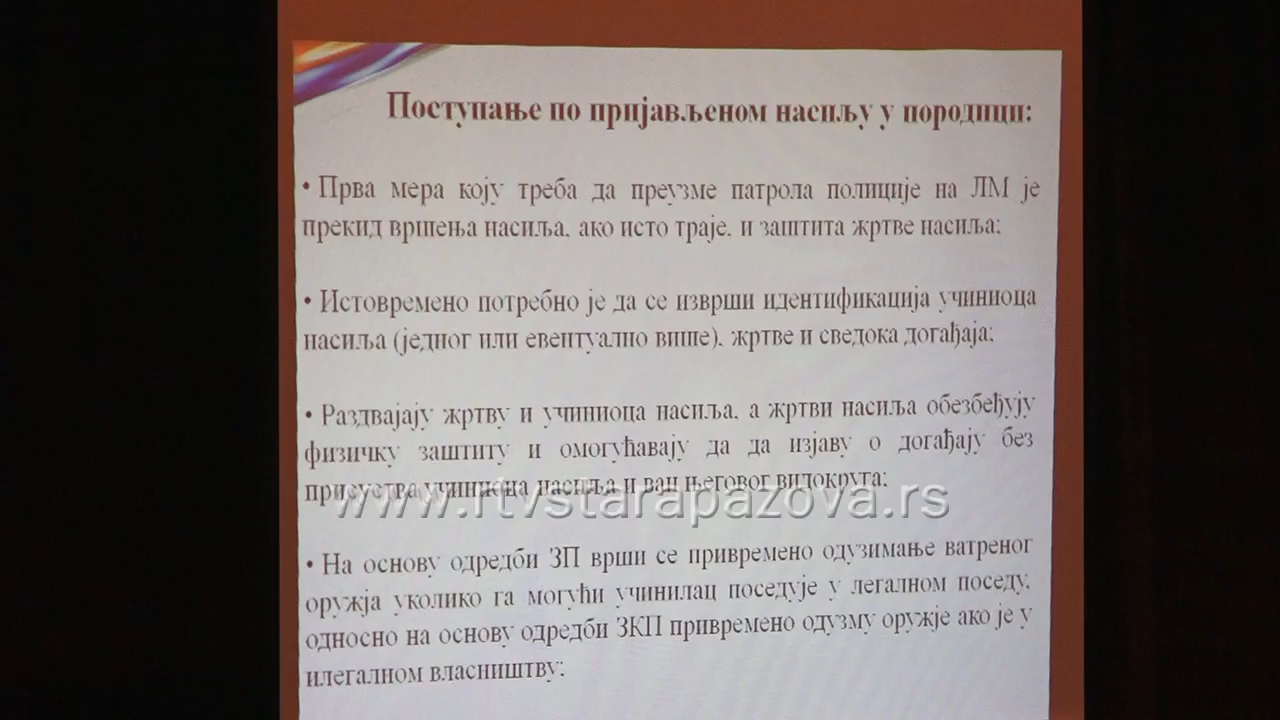 Поступање по пријављеном насиљу у породици:
• Прва мера коју треба да преузме патрола полиције на ЛМ је
прекид вршења насиља, ако исто траје, и заштита жртве насиља;
• Истовремено потребно је да се изврши идентификација учиниоца
насиља (једног или евентуално више), жртве и сведока догађаја;
• Раздвајају жртву и учиниоца насиља, а жртви насиља обезбеђују
физичку заштиту и омогућавају да да изјаву о догађају без
присуства учиниоца насиља и ван његовог видокруга;
www.rtvstarapazova.rs
• На основу одредби ЗП врши се привремено одузимање ватреног
оружја уколико га могући учинилац поседује у легалном поседу,
односно на основу одредби ЗКП привремено одузму оружје ако је у
илегалном власништву;